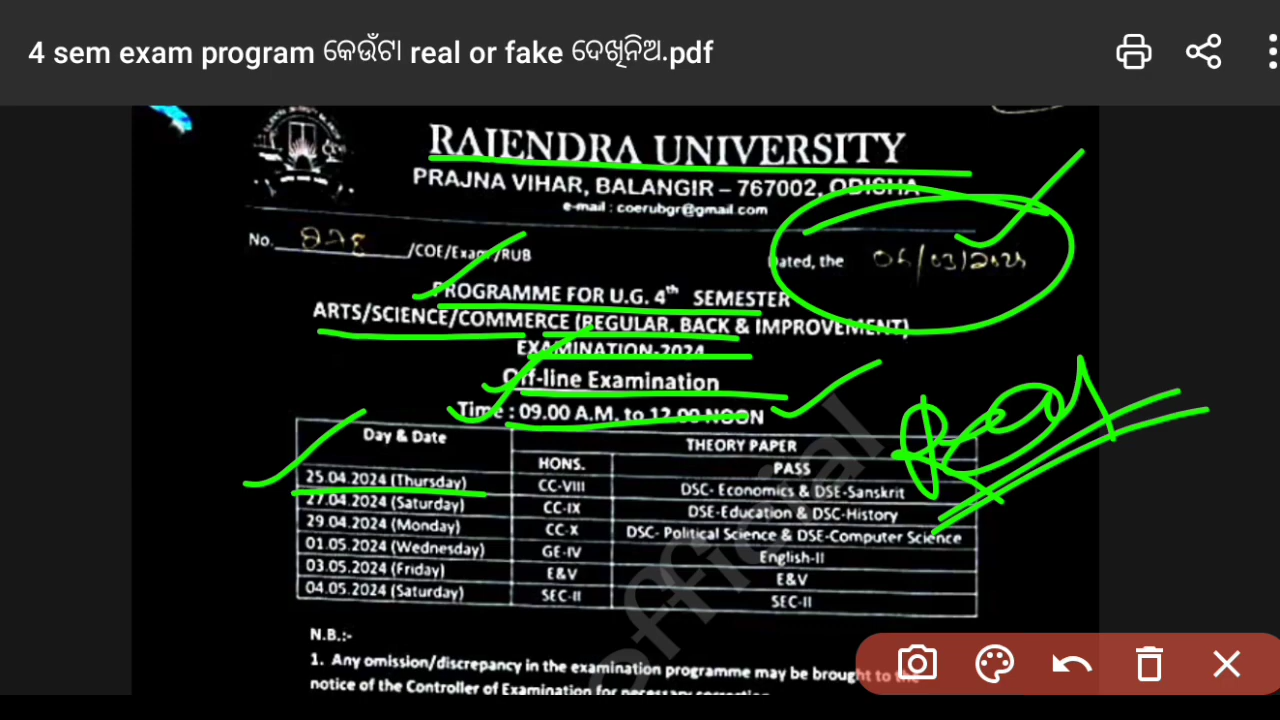 4 sem exam program କେଉଁଟା real or fake ଦେଖିନିଅ.pdf
RAJENDRA UNIVERSITY
PRAJNA VIHAR, BALANGIR – 767002, ODISHA
e-mail : coerubgr@gmail.com
No. /COE/Exam/RUB
Dated, the
PROGRAMME FOR U.G. 4th SEMESTER
ARTS/SCIENCE/COMMERCE (REGULAR, BACK & IMPROVEMENT)
EXAMINATION-2024
Off-line Examination
Time : 09.00 A.M. to 12.00 NOON
Day & Date THEORY PAPER
HONS. PASS
25.04.2024 (Thursday) CC-VIII DSC- Economics & DSE-Sanskrit
27.04.2024 (Saturday) CC-IX DSE-Education & DSC-History
29.04.2024 (Monday) CC-X DSC- Political Science & DSE-Computer Science
01.05.2024 (Wednesday) GE-IV English-II
03.05.2024 (Friday) E&V E&V
04.05.2024 (Saturday) SEC-II SEC-II
official
Real
N.B.:-
1. Any omission/discrepancy in the examination programme may be brought to the
notice of the Controller of Examination for necessary correction